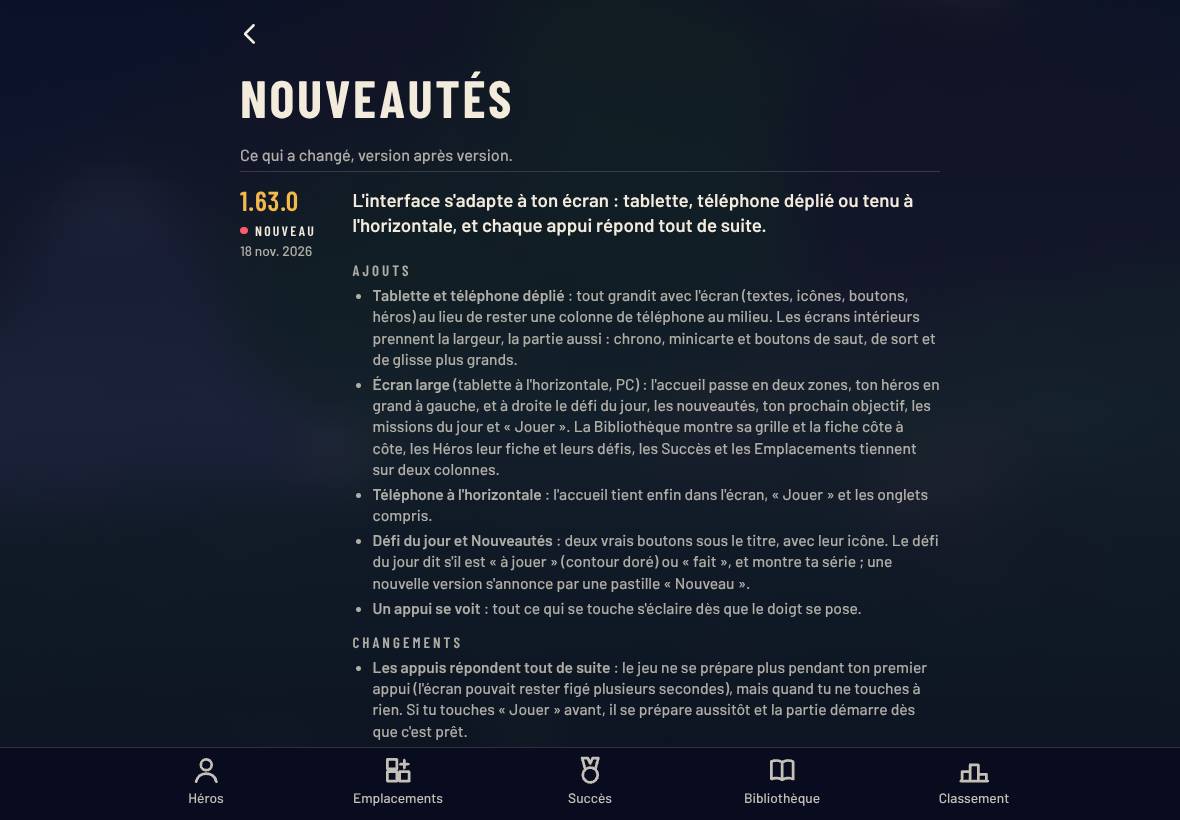 NOUVEAUTÉS
Ce qui a changé, version après version.
1.63.0
NOUVEAU
18 nov. 2026
L'interface s'adapte à ton écran : tablette, téléphone déplié ou tenu à
l'horizontale, et chaque appui répond tout de suite.
AJOUTS
• Tablette et téléphone déplié : tout grandit avec l'écran (textes, icônes, boutons,
héros) au lieu de rester une colonne de téléphone au milieu. Les écrans intérieurs
prennent la largeur, la partie aussi : chrono, minicarte et boutons de saut, de sort et
de glisse plus grands.
• Écran large (tablette à l'horizontale, PC) : l'accueil passe en deux zones, ton héros en
grand à gauche, et à droite le défi du jour, les nouveautés, ton prochain objectif, les
missions du jour et « Jouer ». La Bibliothèque montre sa grille et la fiche côte à
côte, les Héros leur fiche et leurs défis, les Succès et les Emplacements tiennent
sur deux colonnes.
• Téléphone à l'horizontale : l'accueil tient enfin dans l'écran, « Jouer » et les onglets
compris.
• Défi du jour et Nouveautés : deux vrais boutons sous le titre, avec leur icône. Le défi
du jour dit s'il est « à jouer » (contour doré) ou « fait », et montre ta série ; une
nouvelle version s'annonce par une pastille « Nouveau ».
• Un appui se voit : tout ce qui se touche s'éclaire dès que le doigt se pose.
CHANGEMENTS
• Les appuis répondent tout de suite : le jeu ne se prépare plus pendant ton premier
appui (l'écran pouvait rester figé plusieurs secondes), mais quand tu ne touches à
rien. Si tu touches « Jouer » avant, il se prépare aussitôt et la partie démarre dès
que c'est prêt.
Héros
Emplacements
Succès
Bibliothèque
Classement